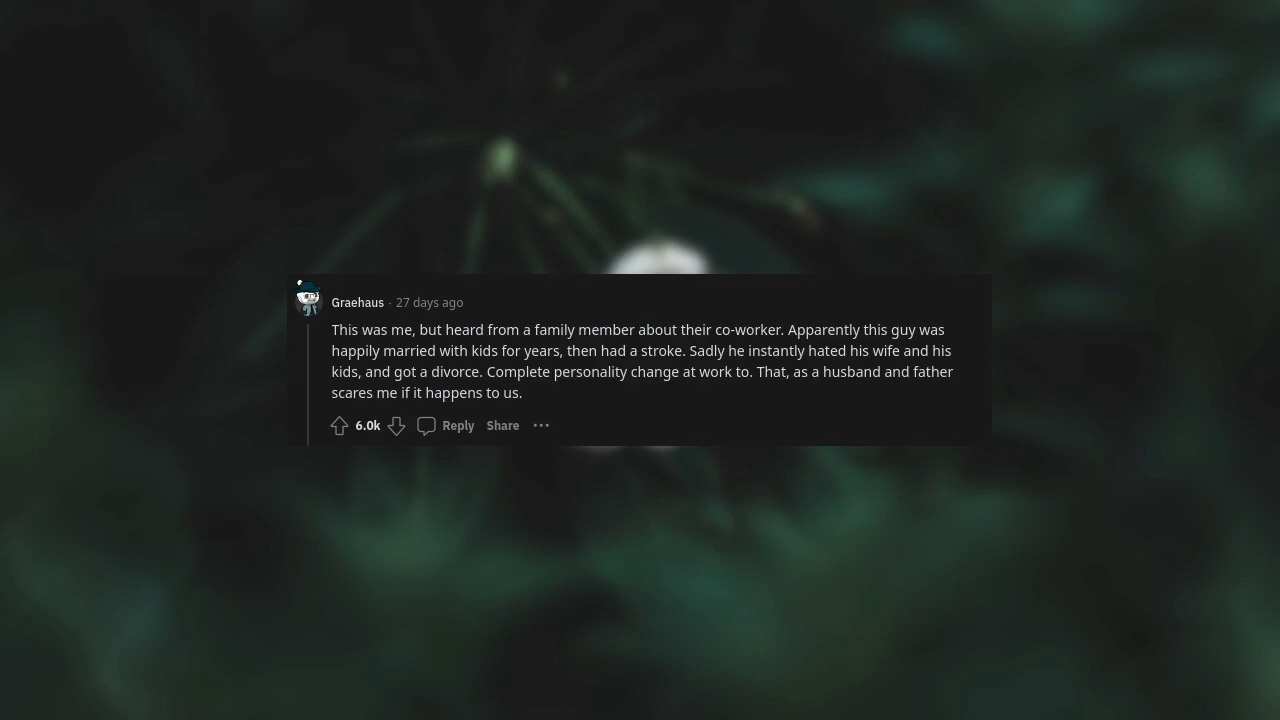 Graehaus · 27 days ago
This was me, but heard from a family member about their co-worker. Apparently this guy was
happily married with kids for years, then had a stroke. Sadly he instantly hated his wife and his
kids, and got a divorce. Complete personality change at work to. That, as a husband and father
scares me if it happens to us.
6.0k Reply Share ···